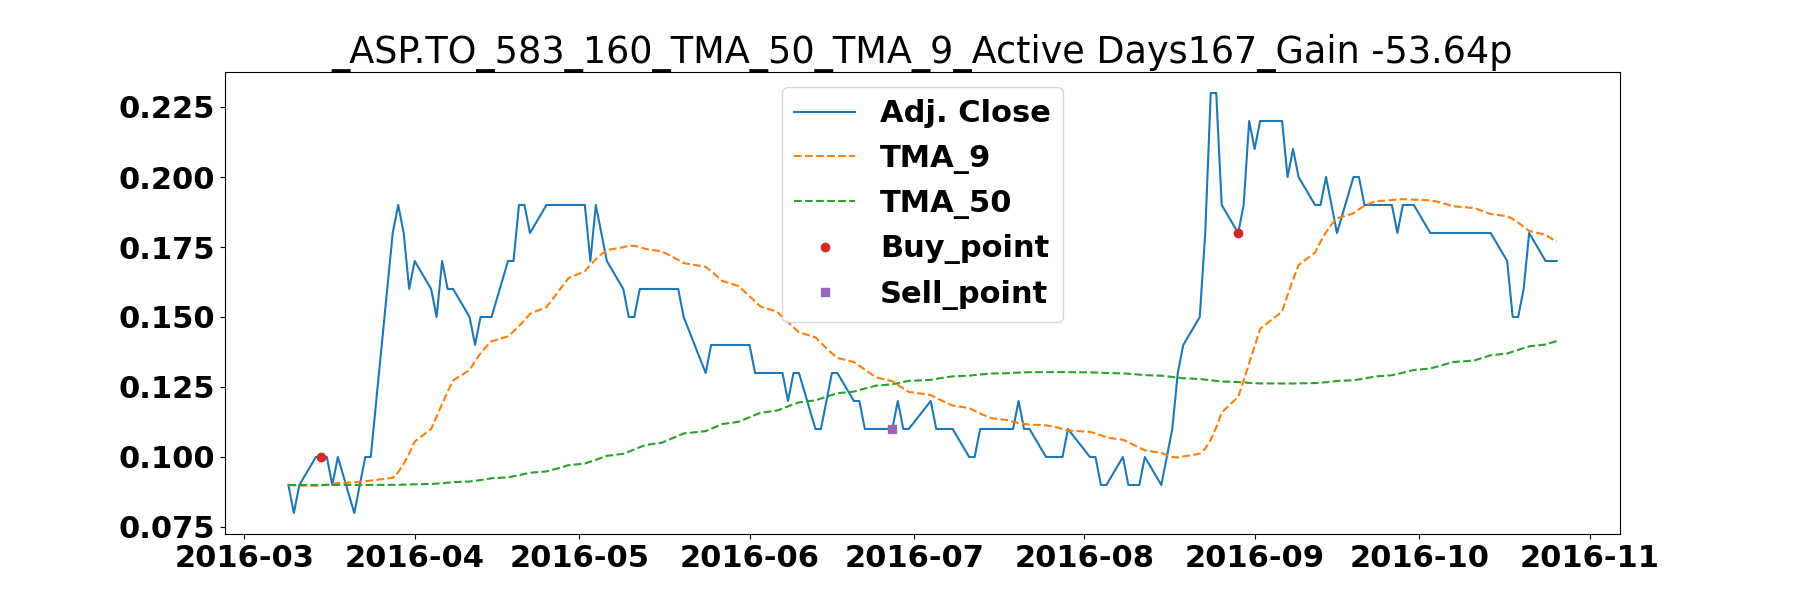 _ASP.TO_583_160_TMA_50_TMA_9_Active Days167_Gain -53.64p
0.225
0.200
0.175
0.150
0.125
0.100
0.075
Adj. Close
TMA_9
TMA_50
Buy_point
Sell_point
2016-03 2016-04 2016-05 2016-06 2016-07 2016-08 2016-09 2016-10 2016-11